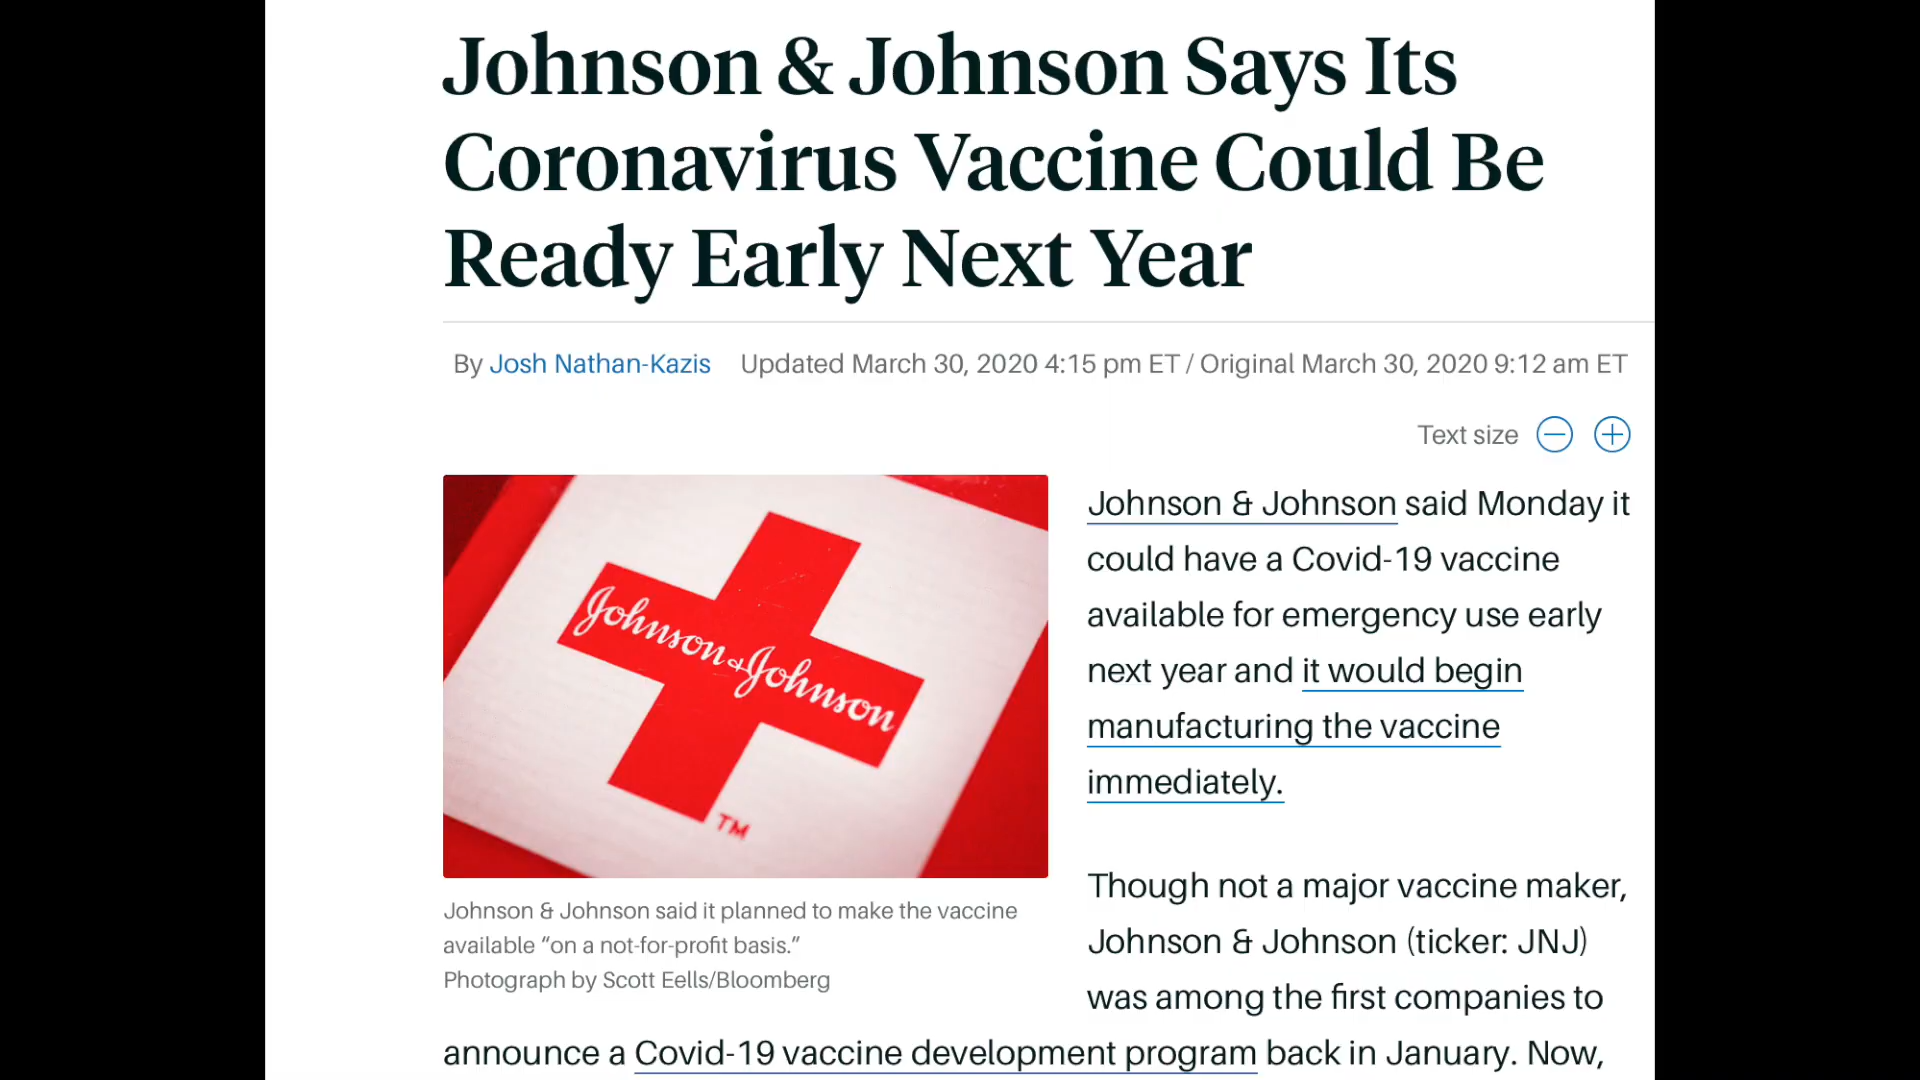 Johnson & Johnson Says Its
Coronavirus Vaccine Could Be
Ready Early Next Year
By Josh Nathan-Kazis Updated March 30, 2020 4:15 pm ET / Original March 30, 2020 9:12 am ET
Text size
Johnson & Johnson
TM
Johnson & Johnson said it planned to make the vaccine
available “on a not-for-profit basis.”
Photograph by Scott Eells/Bloomberg
Johnson & Johnson said Monday it
could have a Covid-19 vaccine
available for emergency use early
next year and it would begin
manufacturing the vaccine
immediately.
Though not a major vaccine maker,
Johnson & Johnson (ticker: JNJ)
was among the first companies to
announce a Covid-19 vaccine development program back in January. Now,